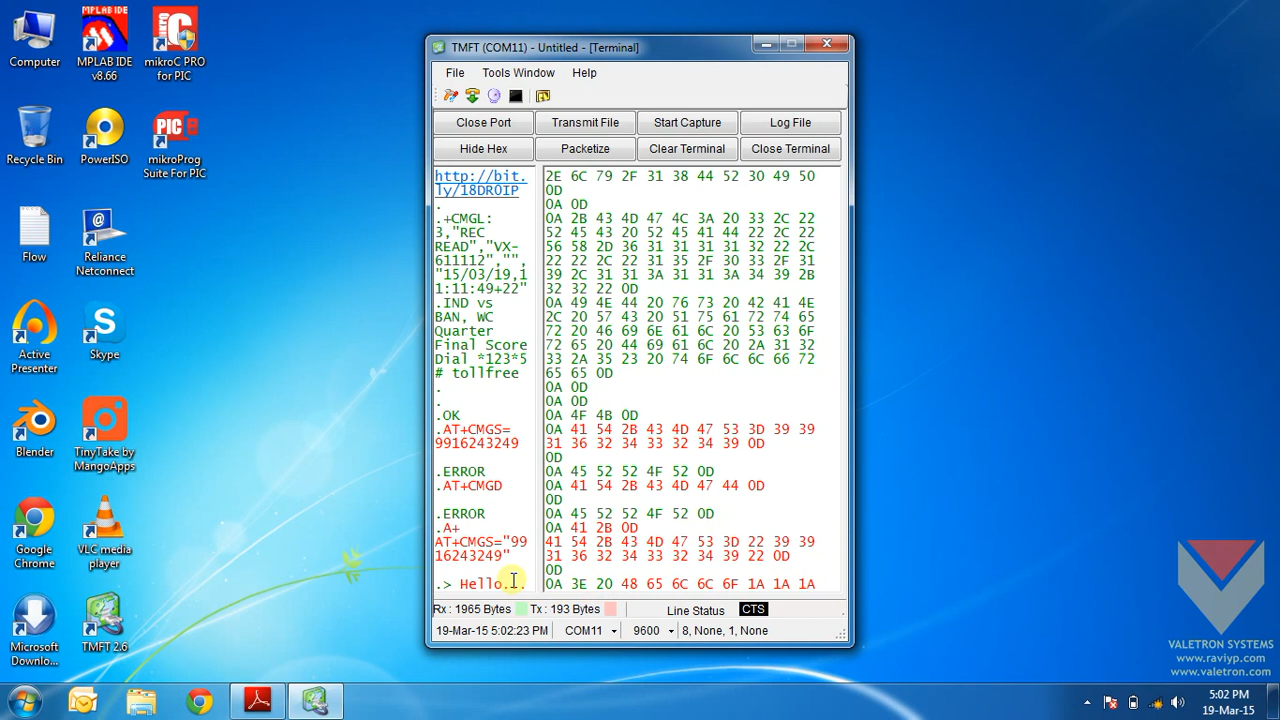 Computer
MPLAB IDE
v8.66
mikroC PRO
for PIC
Recycle Bin
PowerISO
mikroProg
Suite For PIC
Flow
Reliance
Netconnect
Active
Presenter
Skype
Blender
TinyTake by
MangoApps
Google
Chrome
VLC media
player
Microsoft
Downlo...
TMFT 2.6
TMFT (COM11) - Untitled - [Terminal]
File Tools Window Help
Close Port Transmit File Start Capture Log File
Hide Hex Packetize Clear Terminal Close Terminal
http://bit.
ly/18DR0IP
.
.+CMGL:
3,"REC
READ","VX-
611112","",
"15/03/19,1
1:11:49+22"
.IND vs
BAN, WC
Quarter
Final Score
Dial *123*5
# tollfree
.
.
.OK
.AT+CMGS=
9916243249
.ERROR
.AT+CMGD
.ERROR
.A+
AT+CMGS="99
16243249"
.> Hello...
2E 6C 79 2F 31 38 44 52 30 49 50
0D
0A 0D
0A 2B 43 4D 47 4C 3A 20 33 2C 22
52 45 43 20 52 45 41 44 22 2C 22
56 58 2D 36 31 31 31 31 32 22 2C
22 22 2C 22 31 35 2F 30 33 2F 31
39 2C 31 31 3A 31 31 3A 34 39 2B
32 32 22 0D
0A 49 4E 44 20 76 73 20 42 41 4E
2C 20 57 43 20 51 75 61 72 74 65
72 20 46 69 6E 61 6C 20 53 63 6F
72 65 20 44 69 61 6C 20 2A 31 32
33 2A 35 23 20 74 6F 6C 6C 66 72
65 65 0D
0A 0D
0A 0D
0A 4F 4B 0D
0A 41 54 2B 43 4D 47 53 3D 39 39
31 36 32 34 33 32 34 39 0D
0D
0A 45 52 52 4F 52 0D
0A 41 54 2B 43 4D 47 44 0D
0D
0A 45 52 52 4F 52 0D
0A 41 2B 0D
41 54 2B 43 4D 47 53 3D 22 39 39
31 36 32 34 33 32 34 39 22 0D
0D
0A 3E 20 48 65 6C 6C 6F 1A 1A 1A
Rx : 1965 Bytes Tx : 193 Bytes Line Status CTS
19-Mar-15 5:02:23 PM COM11 9600 8, None, 1, None
VALETRON SYSTEMS
www.raviyp.com
www.valetron.com
5:02 PM
19-Mar-15